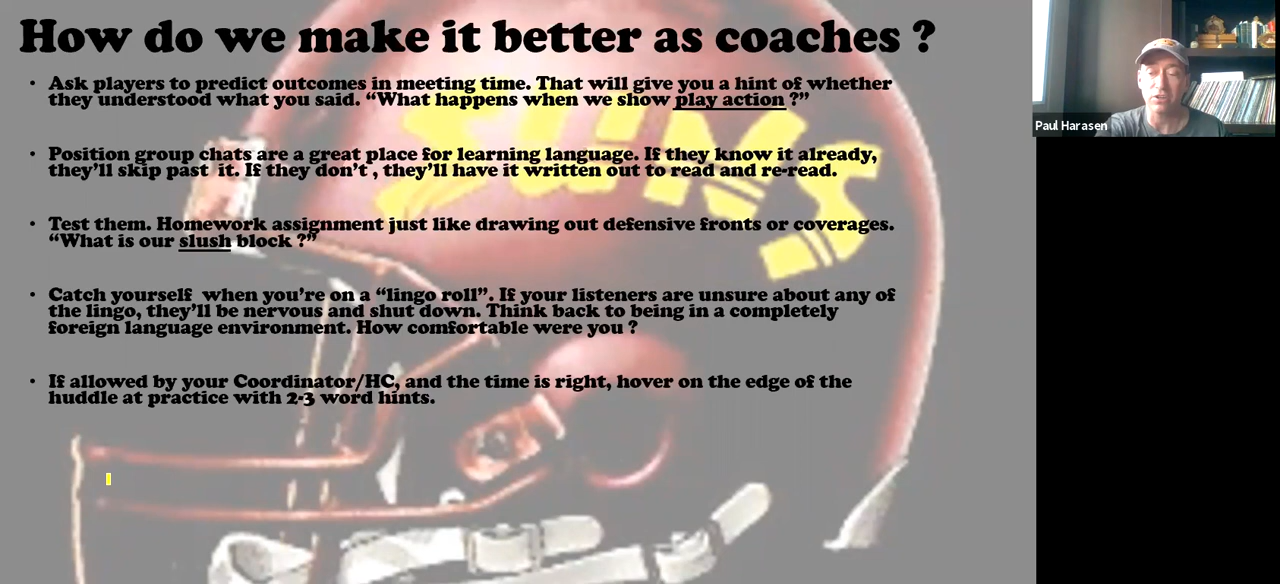 How do we make it better as coaches ?
• Ask players to predict outcomes in meeting time. That will give you a hint of whether
they understood what you said. “What happens when we show play action ?”
• Position group chats are a great place for learning language. If they know it already,
they’ll skip past  it. If they don’t , they’ll have it written out to read and re-read.
• Test them. Homework assignment just like drawing out defensive fronts or coverages.
“What is our slush block ?”
• Catch yourself  when you’re on a “lingo roll”. If your listeners are unsure about any of
the lingo, they’ll be nervous and shut down. Think back to being in a completely
foreign language environment. How comfortable were you ?
• If allowed by your Coordinator/HC, and the time is right, hover on the edge of the
huddle at practice with 2-3 word hints.
SUNS
Paul Harasen